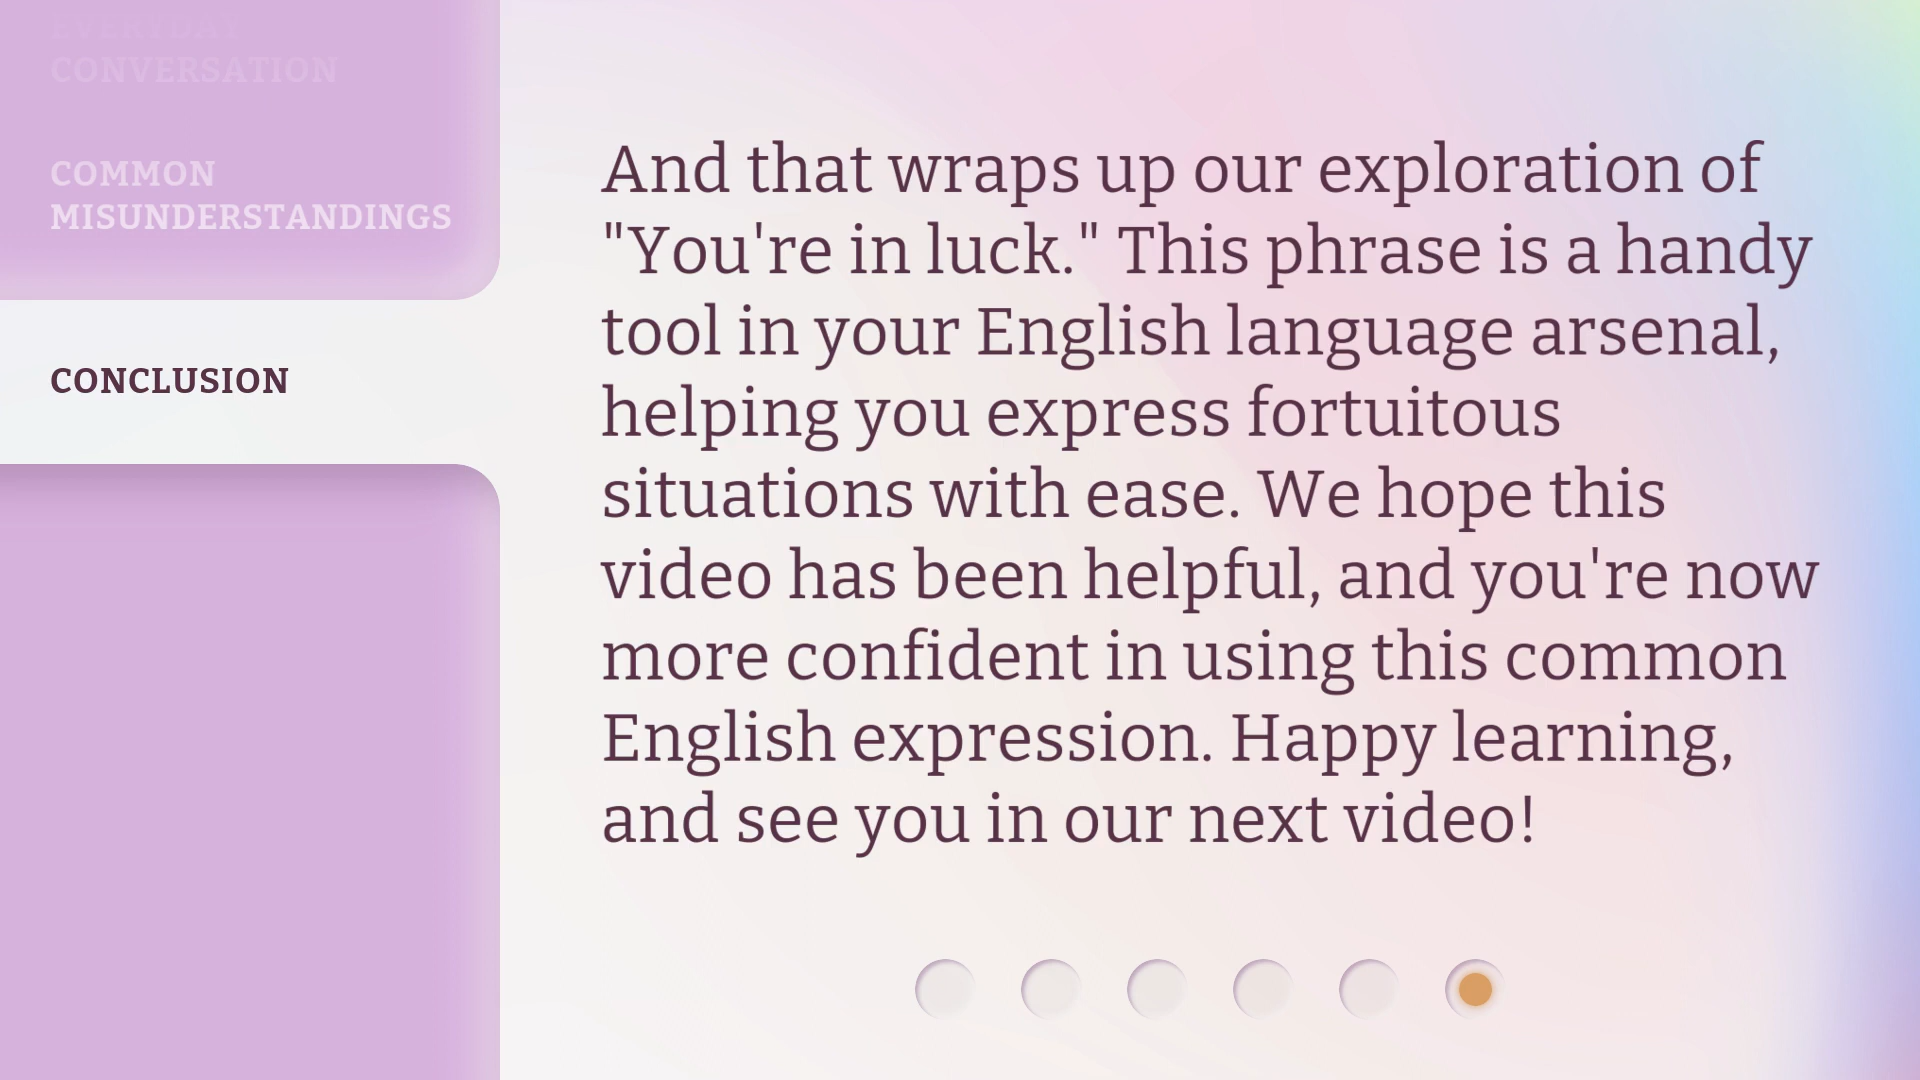 EVERYDAY
CONVERSATION
COMMON
MISUNDERSTANDINGS
CONCLUSION
And that wraps up our exploration of
"You're in luck." This phrase is a handy
tool in your English language arsenal,
helping you express fortuitous
situations with ease. We hope this
video has been helpful, and you're now
more confident in using this common
English expression. Happy learning,
and see you in our next video!